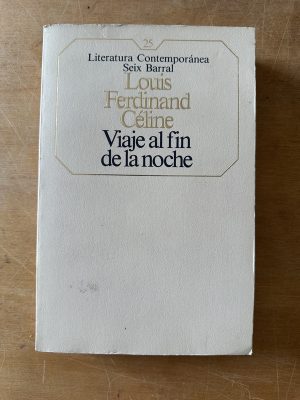 25
Literatura Contemporánea
Seix Barral
Louis
Ferdinand
Céline
Viaje al fin
de la noche